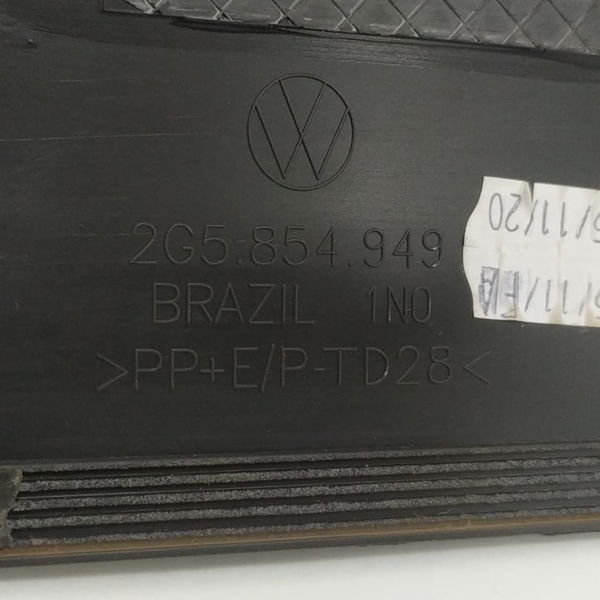 2G5.854.949
BRAZIL 1N0
>PP+E/P-TD28<
5/11/20